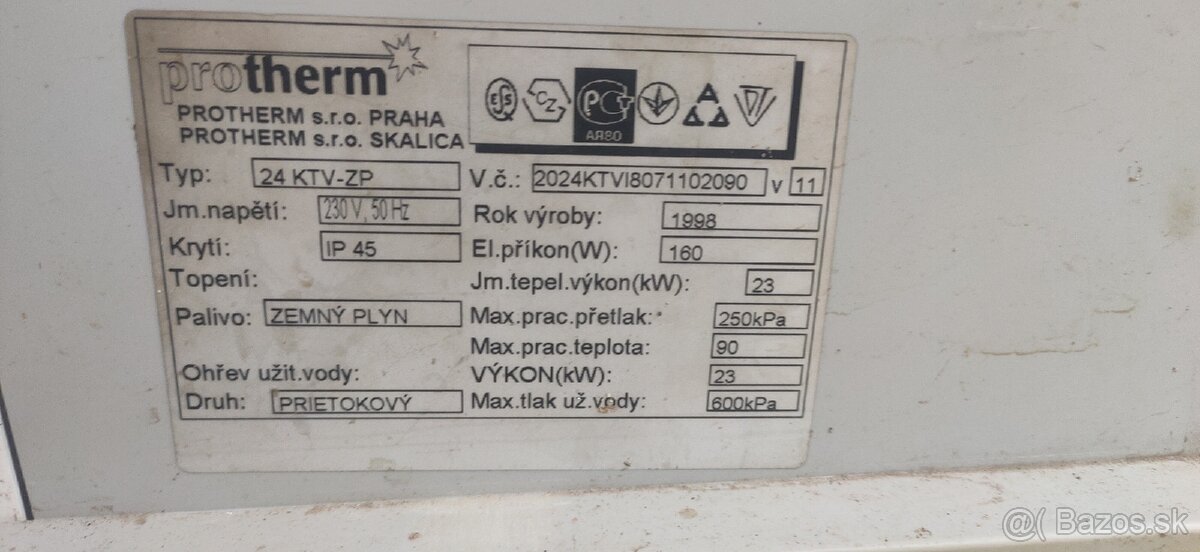 protherm
PROTHERM s.r.o. PRAHA
PROTHERM s.r.o. SKALICA
ESS CZ PCT AЯ80
Typ: 24 KTV-ZP V.č.: 2024KTVI8071102090 v 11
Jm.napětí: 230 V, 50 Hz Rok výroby: 1998
Krytí: IP 45 El.příkon(W): 160
Topení: Jm.tepel.výkon(kW): 23
Palivo: ZEMNÝ PLYN Max.prac.přetlak: 250kPa
Max.prac.teplota: 90
Ohřev užit.vody: VÝKON(kW): 23
Druh: PRIETOKOVÝ Max.tlak už.vody: 600kPa
@( Bazos.sk